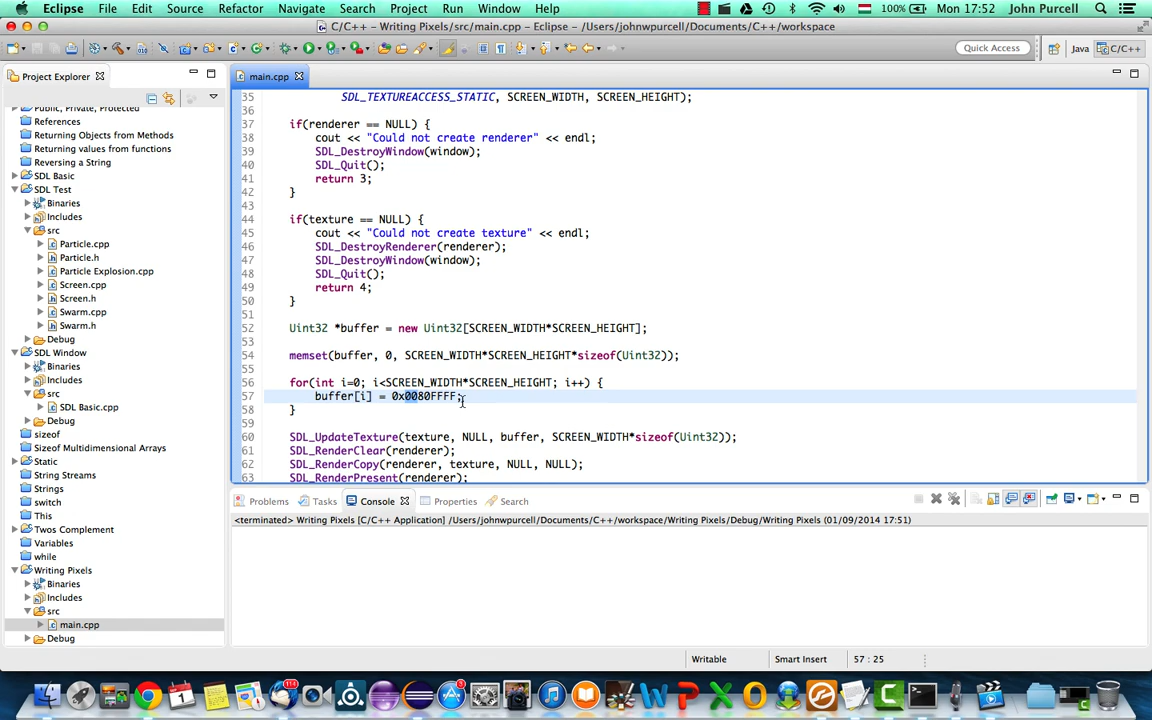 Eclipse File Edit Source Refactor Navigate Search Project Run Window Help 100% Mon 17:52 John Purcell
C/C++ - Writing Pixels/src/main.cpp - Eclipse - /Users/johnwpurcell/Documents/C++/workspace
Quick Access Java C/C++
Project Explorer
Public, Private, Protected
References
Returning Objects from Methods
Returning values from functions
Reversing a String
SDL Basic
SDL Test
Binaries
Includes
src
Particle.cpp
Particle.h
Particle Explosion.cpp
Screen.cpp
Screen.h
Swarm.cpp
Swarm.h
Debug
SDL Window
Binaries
Includes
src
SDL Basic.cpp
Debug
sizeof
Sizeof Multidimensional Arrays
Static
String Streams
Strings
switch
This
Twos Complement
Variables
while
Writing Pixels
Binaries
Includes
src
main.cpp
Debug
main.cpp
35 SDL_TEXTUREACCESS_STATIC, SCREEN_WIDTH, SCREEN_HEIGHT);
36
37 if(renderer == NULL) {
38 cout << "Could not create renderer" << endl;
39 SDL_DestroyWindow(window);
40 SDL_Quit();
41 return 3;
42 }
43
44 if(texture == NULL) {
45 cout << "Could not create texture" << endl;
46 SDL_DestroyRenderer(renderer);
47 SDL_DestroyWindow(window);
48 SDL_Quit();
49 return 4;
50 }
51
52 Uint32 *buffer = new Uint32[SCREEN_WIDTH*SCREEN_HEIGHT];
53
54 memset(buffer, 0, SCREEN_WIDTH*SCREEN_HEIGHT*sizeof(Uint32));
55
56 for(int i=0; i<SCREEN_WIDTH*SCREEN_HEIGHT; i++) {
57 buffer[i] = 0x0080FFFF;
58 }
59
60 SDL_UpdateTexture(texture, NULL, buffer, SCREEN_WIDTH*sizeof(Uint32));
61 SDL_RenderClear(renderer);
62 SDL_RenderCopy(renderer, texture, NULL, NULL);
63 SDL_RenderPresent(renderer);
Problems Tasks Console Properties Search
<terminated> Writing Pixels [C/C++ Application] /Users/johnwpurcell/Documents/C++/workspace/Writing Pixels/Debug/Writing Pixels (01/09/2014 17:51)
Writable Smart Insert 57 : 25